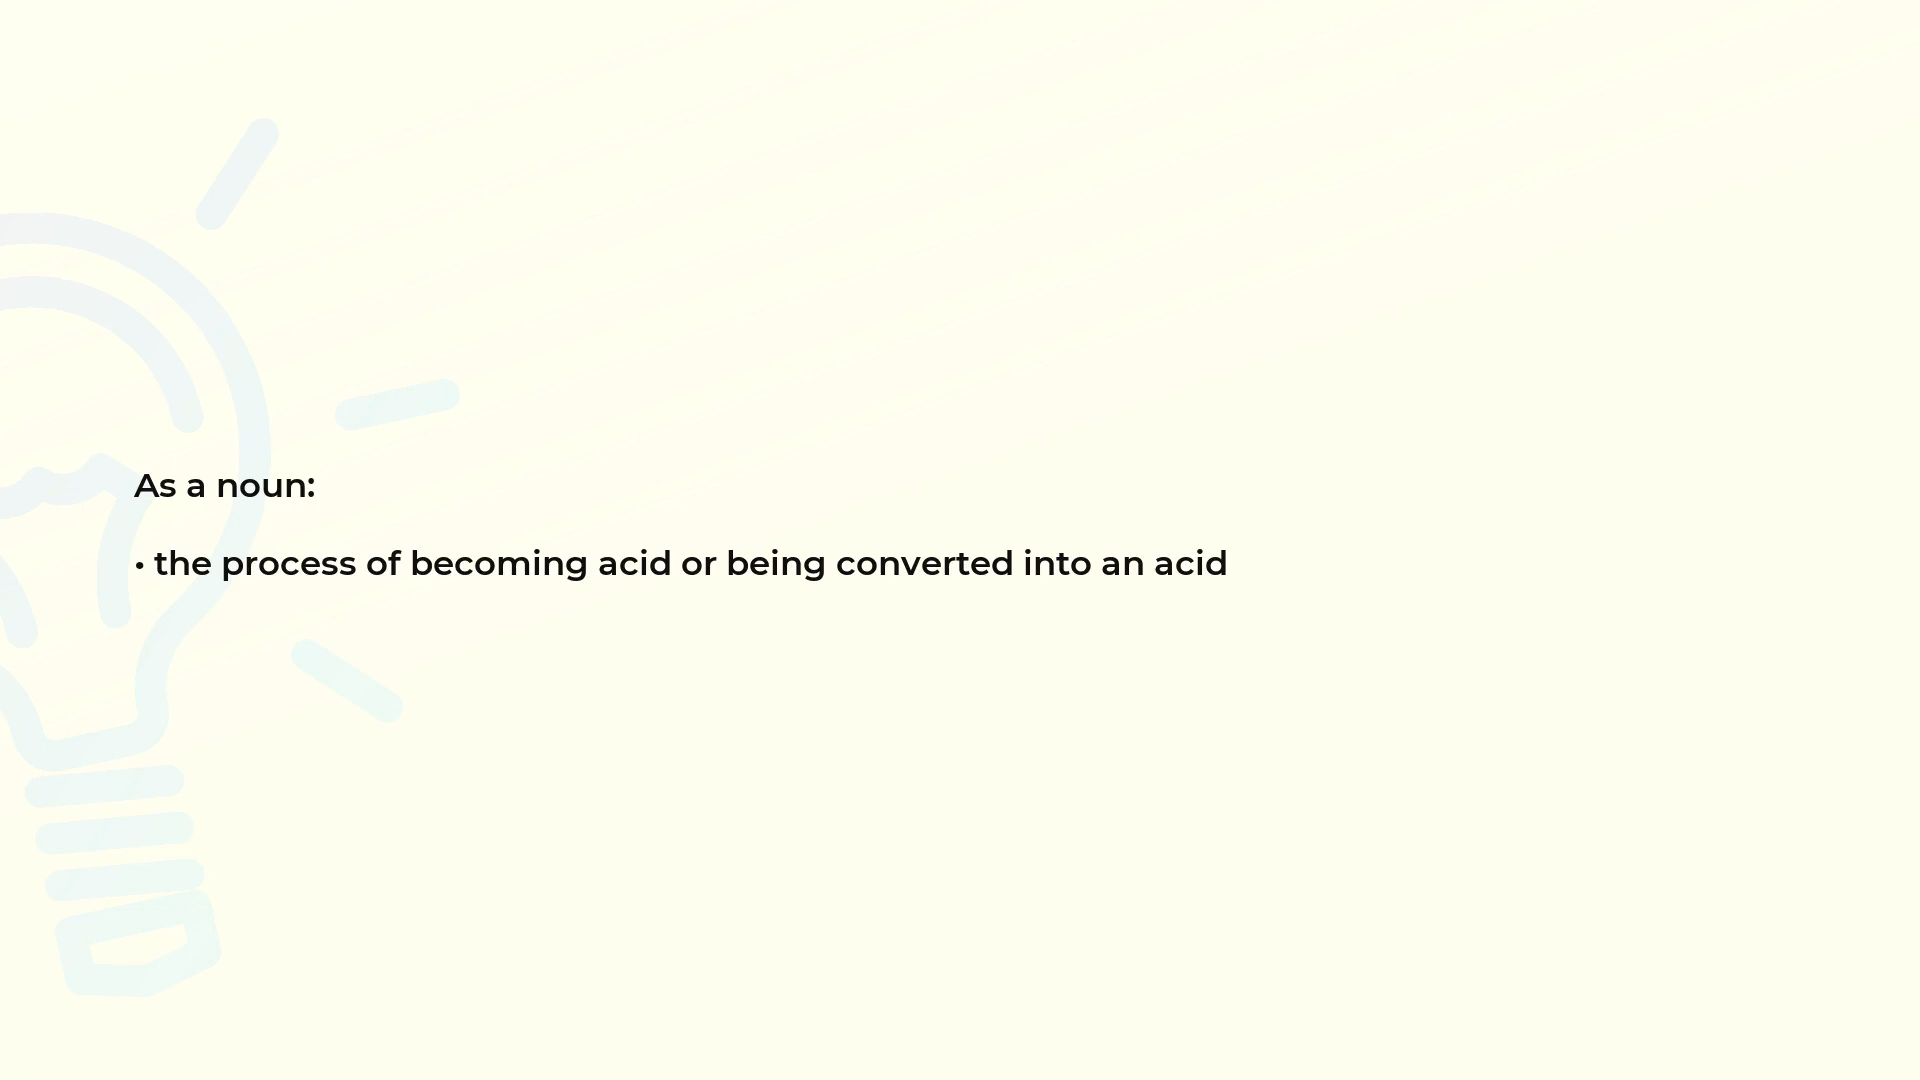 As a noun:
• the process of becoming acid or being converted into an acid